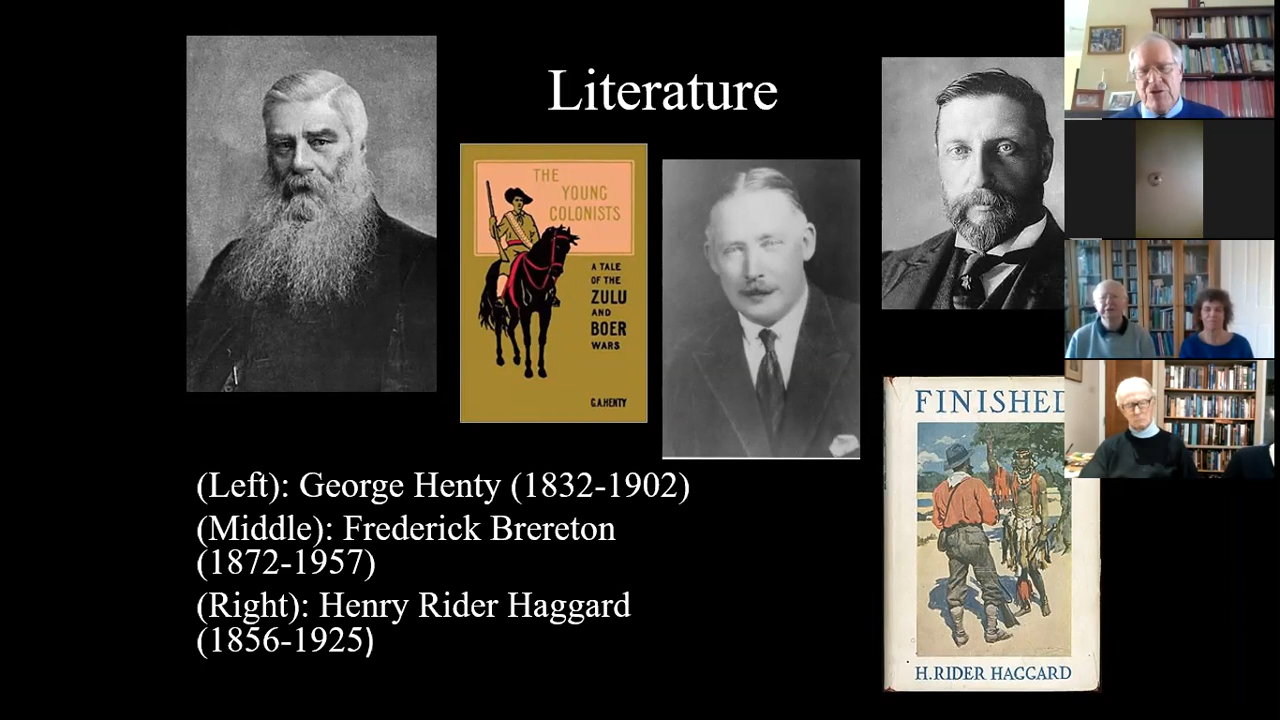 Literature
THE
YOUNG
COLONISTS
A TALE
OF THE
ZULU
AND
BOER
WARS
G.A.HENTY
FINISHED
H.RIDER HAGGARD
(Left): George Henty (1832-1902)
(Middle): Frederick Brereton
(1872-1957)
(Right): Henry Rider Haggard
(1856-1925)